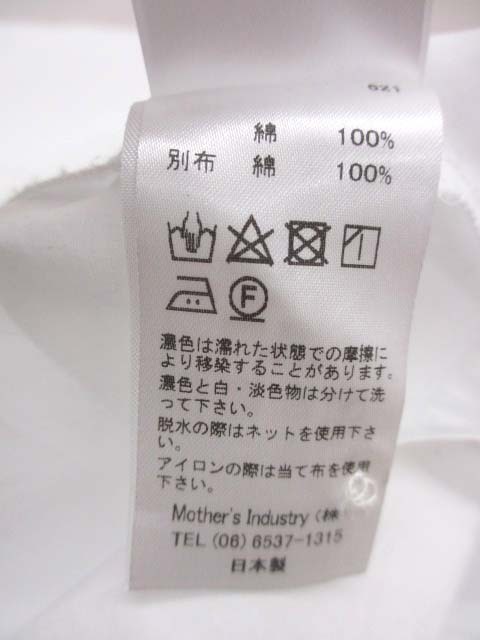 021
綿 100%
別布 綿 100%
F
濃色は濡れた状態での摩擦に
より移染することがあります。
濃色と白・淡色物は分けて洗
って下さい。
脱水の際はネットを使用下さ
い。
アイロンの際は当て布を使用
下さい。
Mother's Industry (株
TEL (06) 6537-1315
日本製